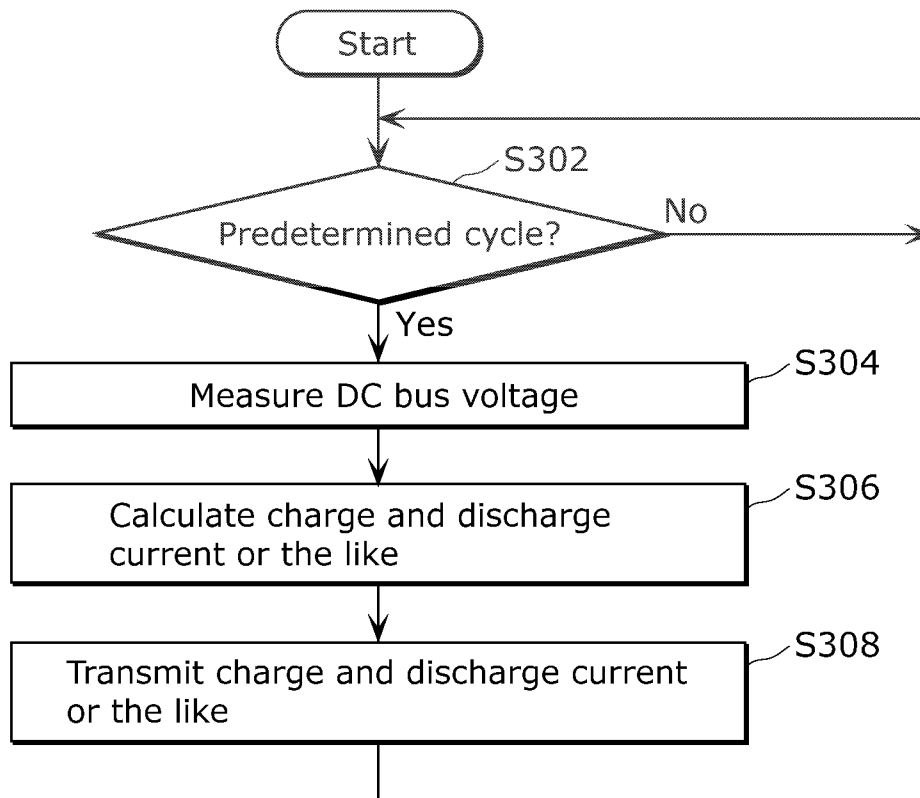 Start
S302
Predetermined cycle?
No
Yes
S304
Measure DC bus voltage
S306
Calculate charge and discharge
current or the like
S308
Transmit charge and discharge current
or the like